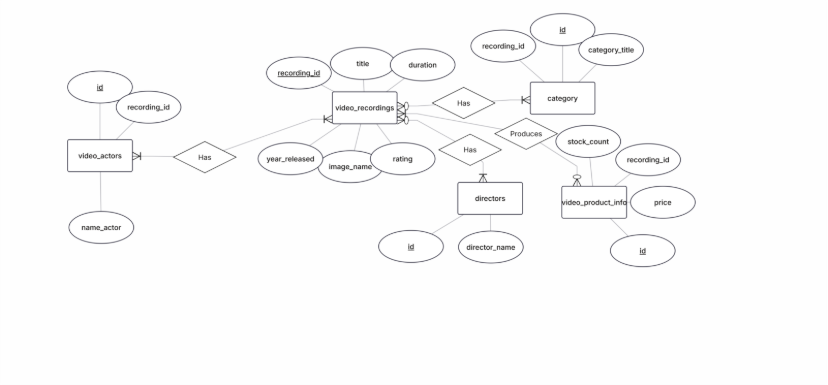 id
recording_id
category_title
title
duration
recording_id
id
recording_id
video_recordings
Has
category
Produces
stock_count
video_actors
Has
year_released
image_name
rating
Has
recording_id
directors
video_product_info
price
name_actor
id
director_name
id